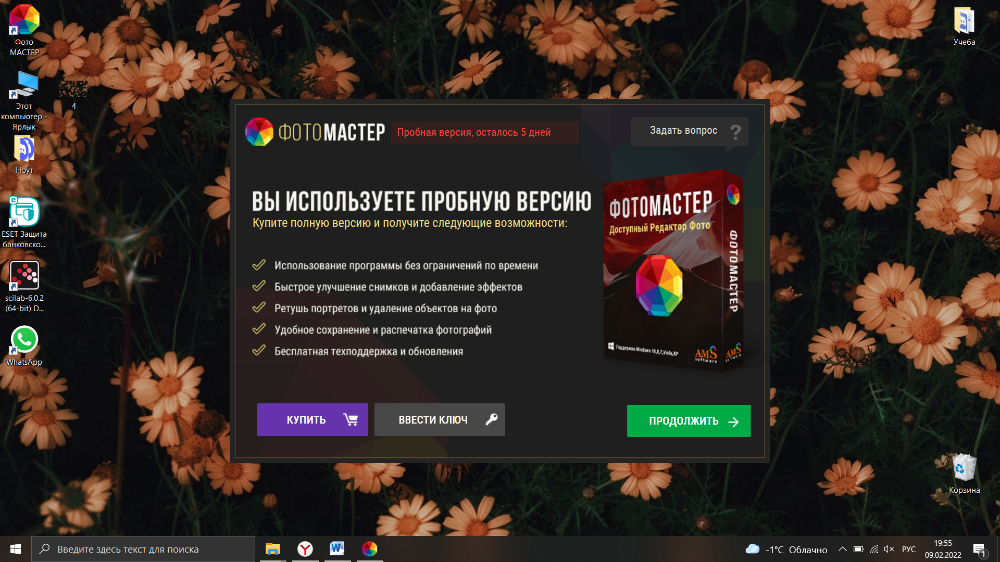 Фото
МАСТЕР
Этот
компьютер -
Ярлык
4
Ноут
ESET Защита
банковско...
scilab-6.0.2
(64-bit) D...
WhatsApp
Учеба
Корзина
ФОТОМАСТЕР
Пробная версия, осталось 5 дней
Задать вопрос ?
ВЫ ИСПОЛЬЗУЕТЕ ПРОБНУЮ ВЕРСИЮ
Купите полную версию и получите следующие возможности:
Использование программы без ограничений по времени
Быстрое улучшение снимков и добавление эффектов
Ретушь портретов и удаление объектов на фото
Удобное сохранение и распечатка фотографий
Бесплатная техподдержка и обновления
ФОТОМАСТЕР
Доступный Редактор Фото
ФОТОМАСТЕР
Поддержка Windows 10,8,7,Vista,XP
AMS
software
AMS
software
КУПИТЬ
ВВЕСТИ КЛЮЧ
ПРОДОЛЖИТЬ
Введите здесь текст для поиска
-1°C Облачно
РУС
19:55
09.02.2022
1